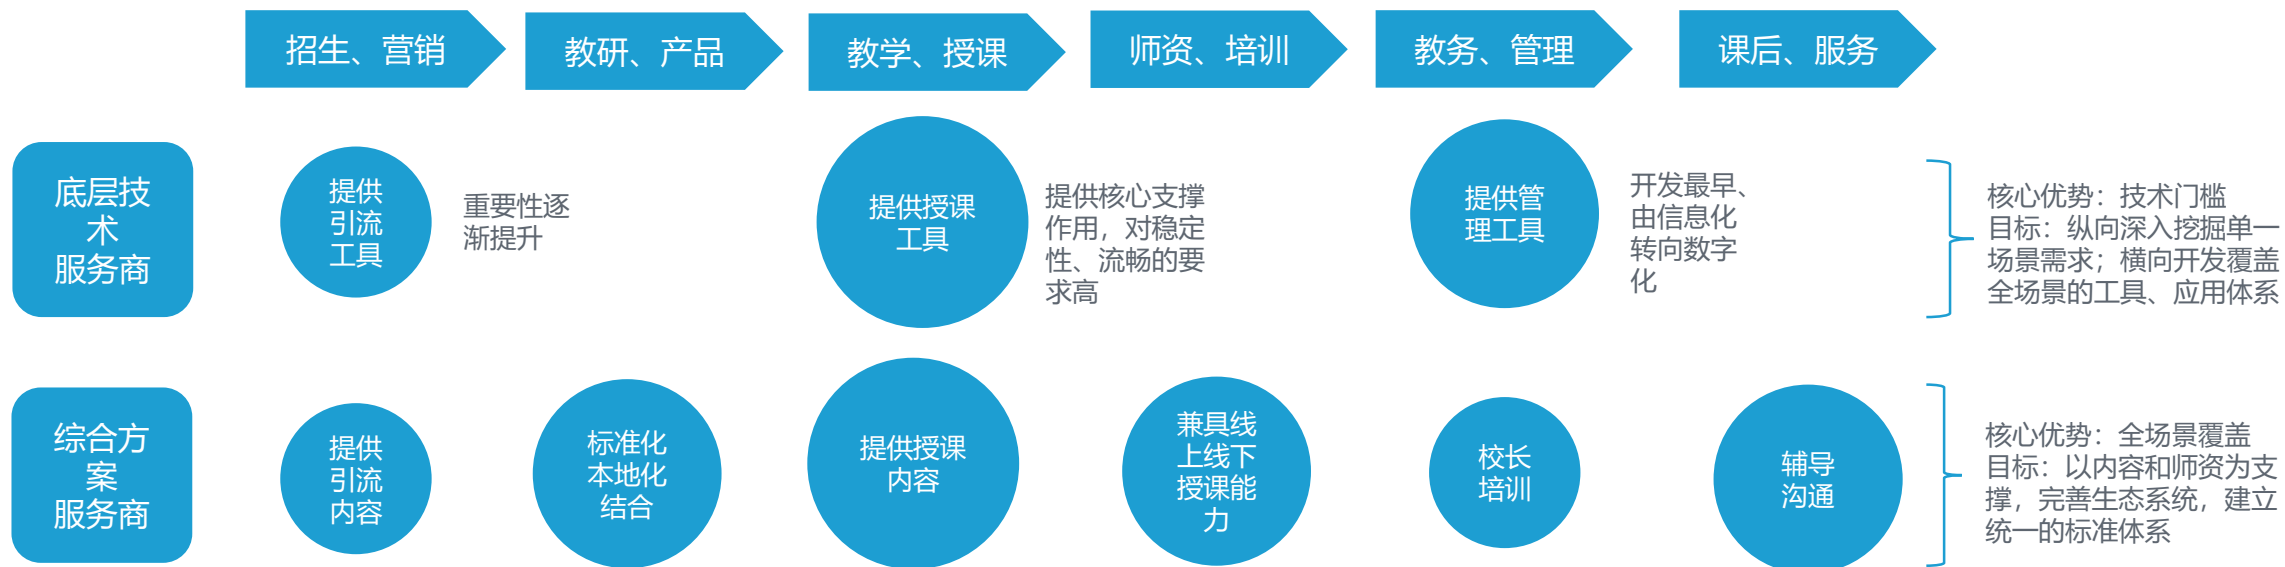 招生、营销
教研、产品
教学、授课
师资、培训
教务、管理
课后、服务
底层技
术
服务商
提供
引流
工具
重要性逐
渐提升
提供授课
工具
提供核心支撑
作用，对稳定
性、流畅的要
求高
提供管
理工具
开发最早、
由信息化
转向数字
化
核心优势：技术门槛
目标：纵向深入挖掘单一
场景需求；横向开发覆盖
全场景的工具、应用体系
综合方
案
服务商
提供
引流
内容
标准化
本地化
结合
提供授课
内容
兼具线
上线下
授课能
力
校长
培训
辅导
沟通
核心优势：全场景覆盖
目标：以内容和师资为支
撑，完善生态系统，建立
统一的标准体系